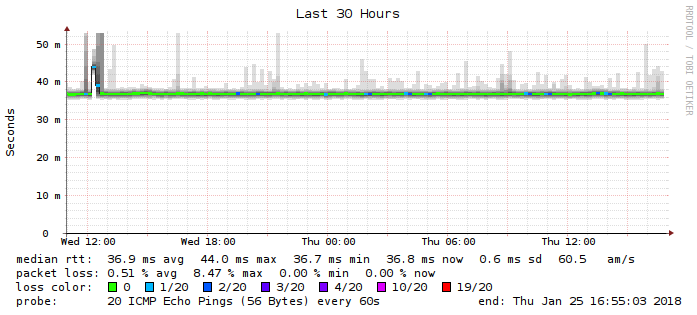 Last 30 Hours
RRDTOOL / TOBI OETIKER
Seconds
50 m
40 m
30 m
20 m
10 m
0
Wed 12:00 Wed 18:00 Thu 00:00 Thu 06:00 Thu 12:00
median rtt: 36.9 ms avg 44.0 ms max 36.7 ms min 36.8 ms now 0.6 ms sd 60.5 am/s
packet loss: 0.51 % avg 8.47 % max 0.00 % min 0.00 % now
loss color: 0 1/20 2/20 3/20 4/20 10/20 19/20
probe: 20 ICMP Echo Pings (56 Bytes) every 60s end: Thu Jan 25 16:55:03 2018